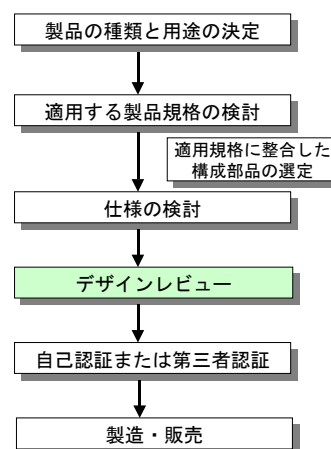 製品の種類と用途の決定
適用する製品規格の検討
適用規格に整合した
構成部品の選定
仕様の検討
デザインレビュー
自己認証または第三者認証
製造・販売